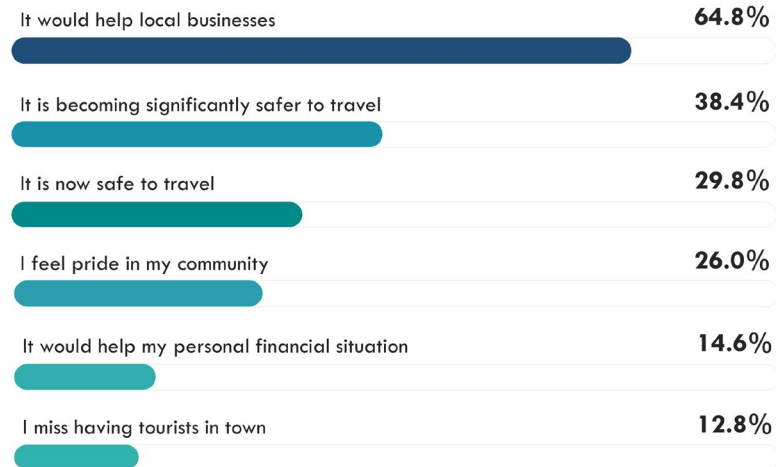 It would help local businesses 64.8%
It is becoming significantly safer to travel 38.4%
It is now safe to travel 29.8%
I feel pride in my community 26.0%
It would help my personal financial situation 14.6%
I miss having tourists in town 12.8%